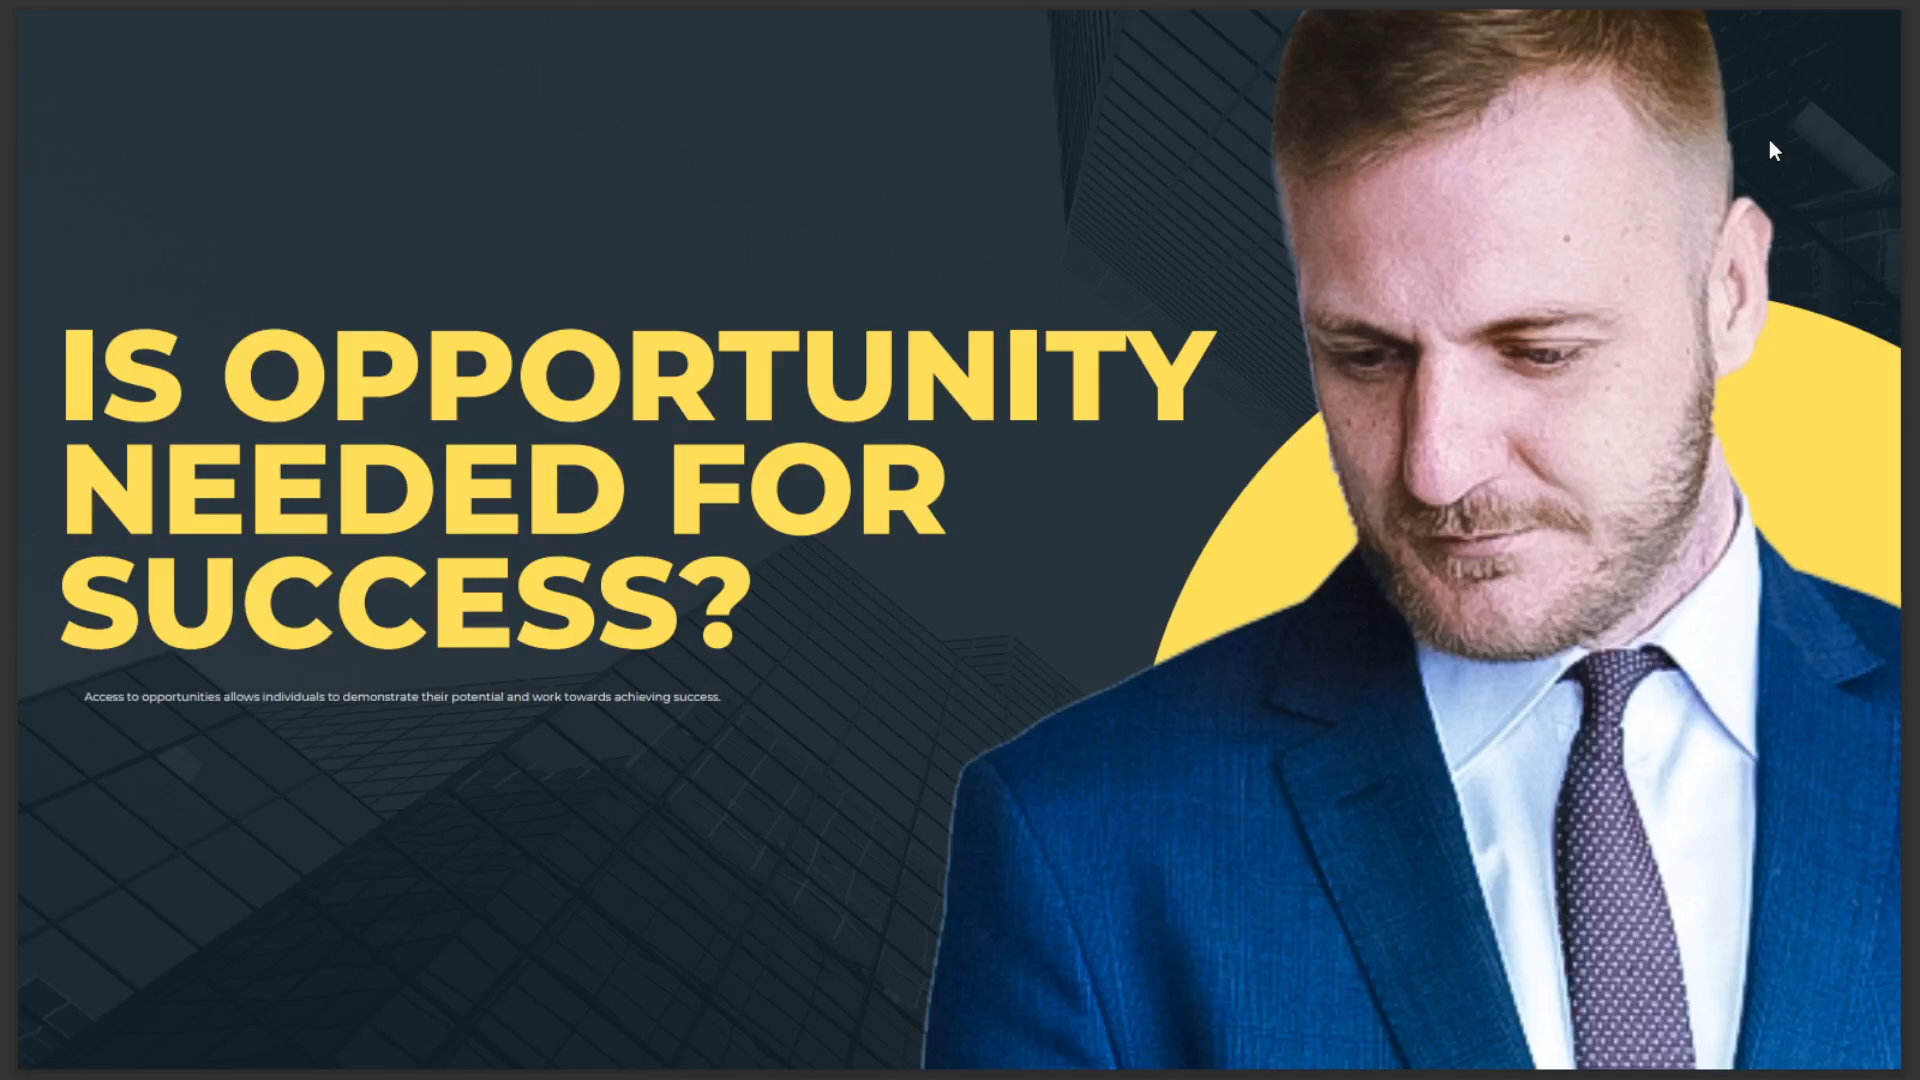 IS OPPORTUNITY
NEEDED FOR
SUCCESS?
Access to opportunities allows individuals to demonstrate their potential and work towards achieving success.